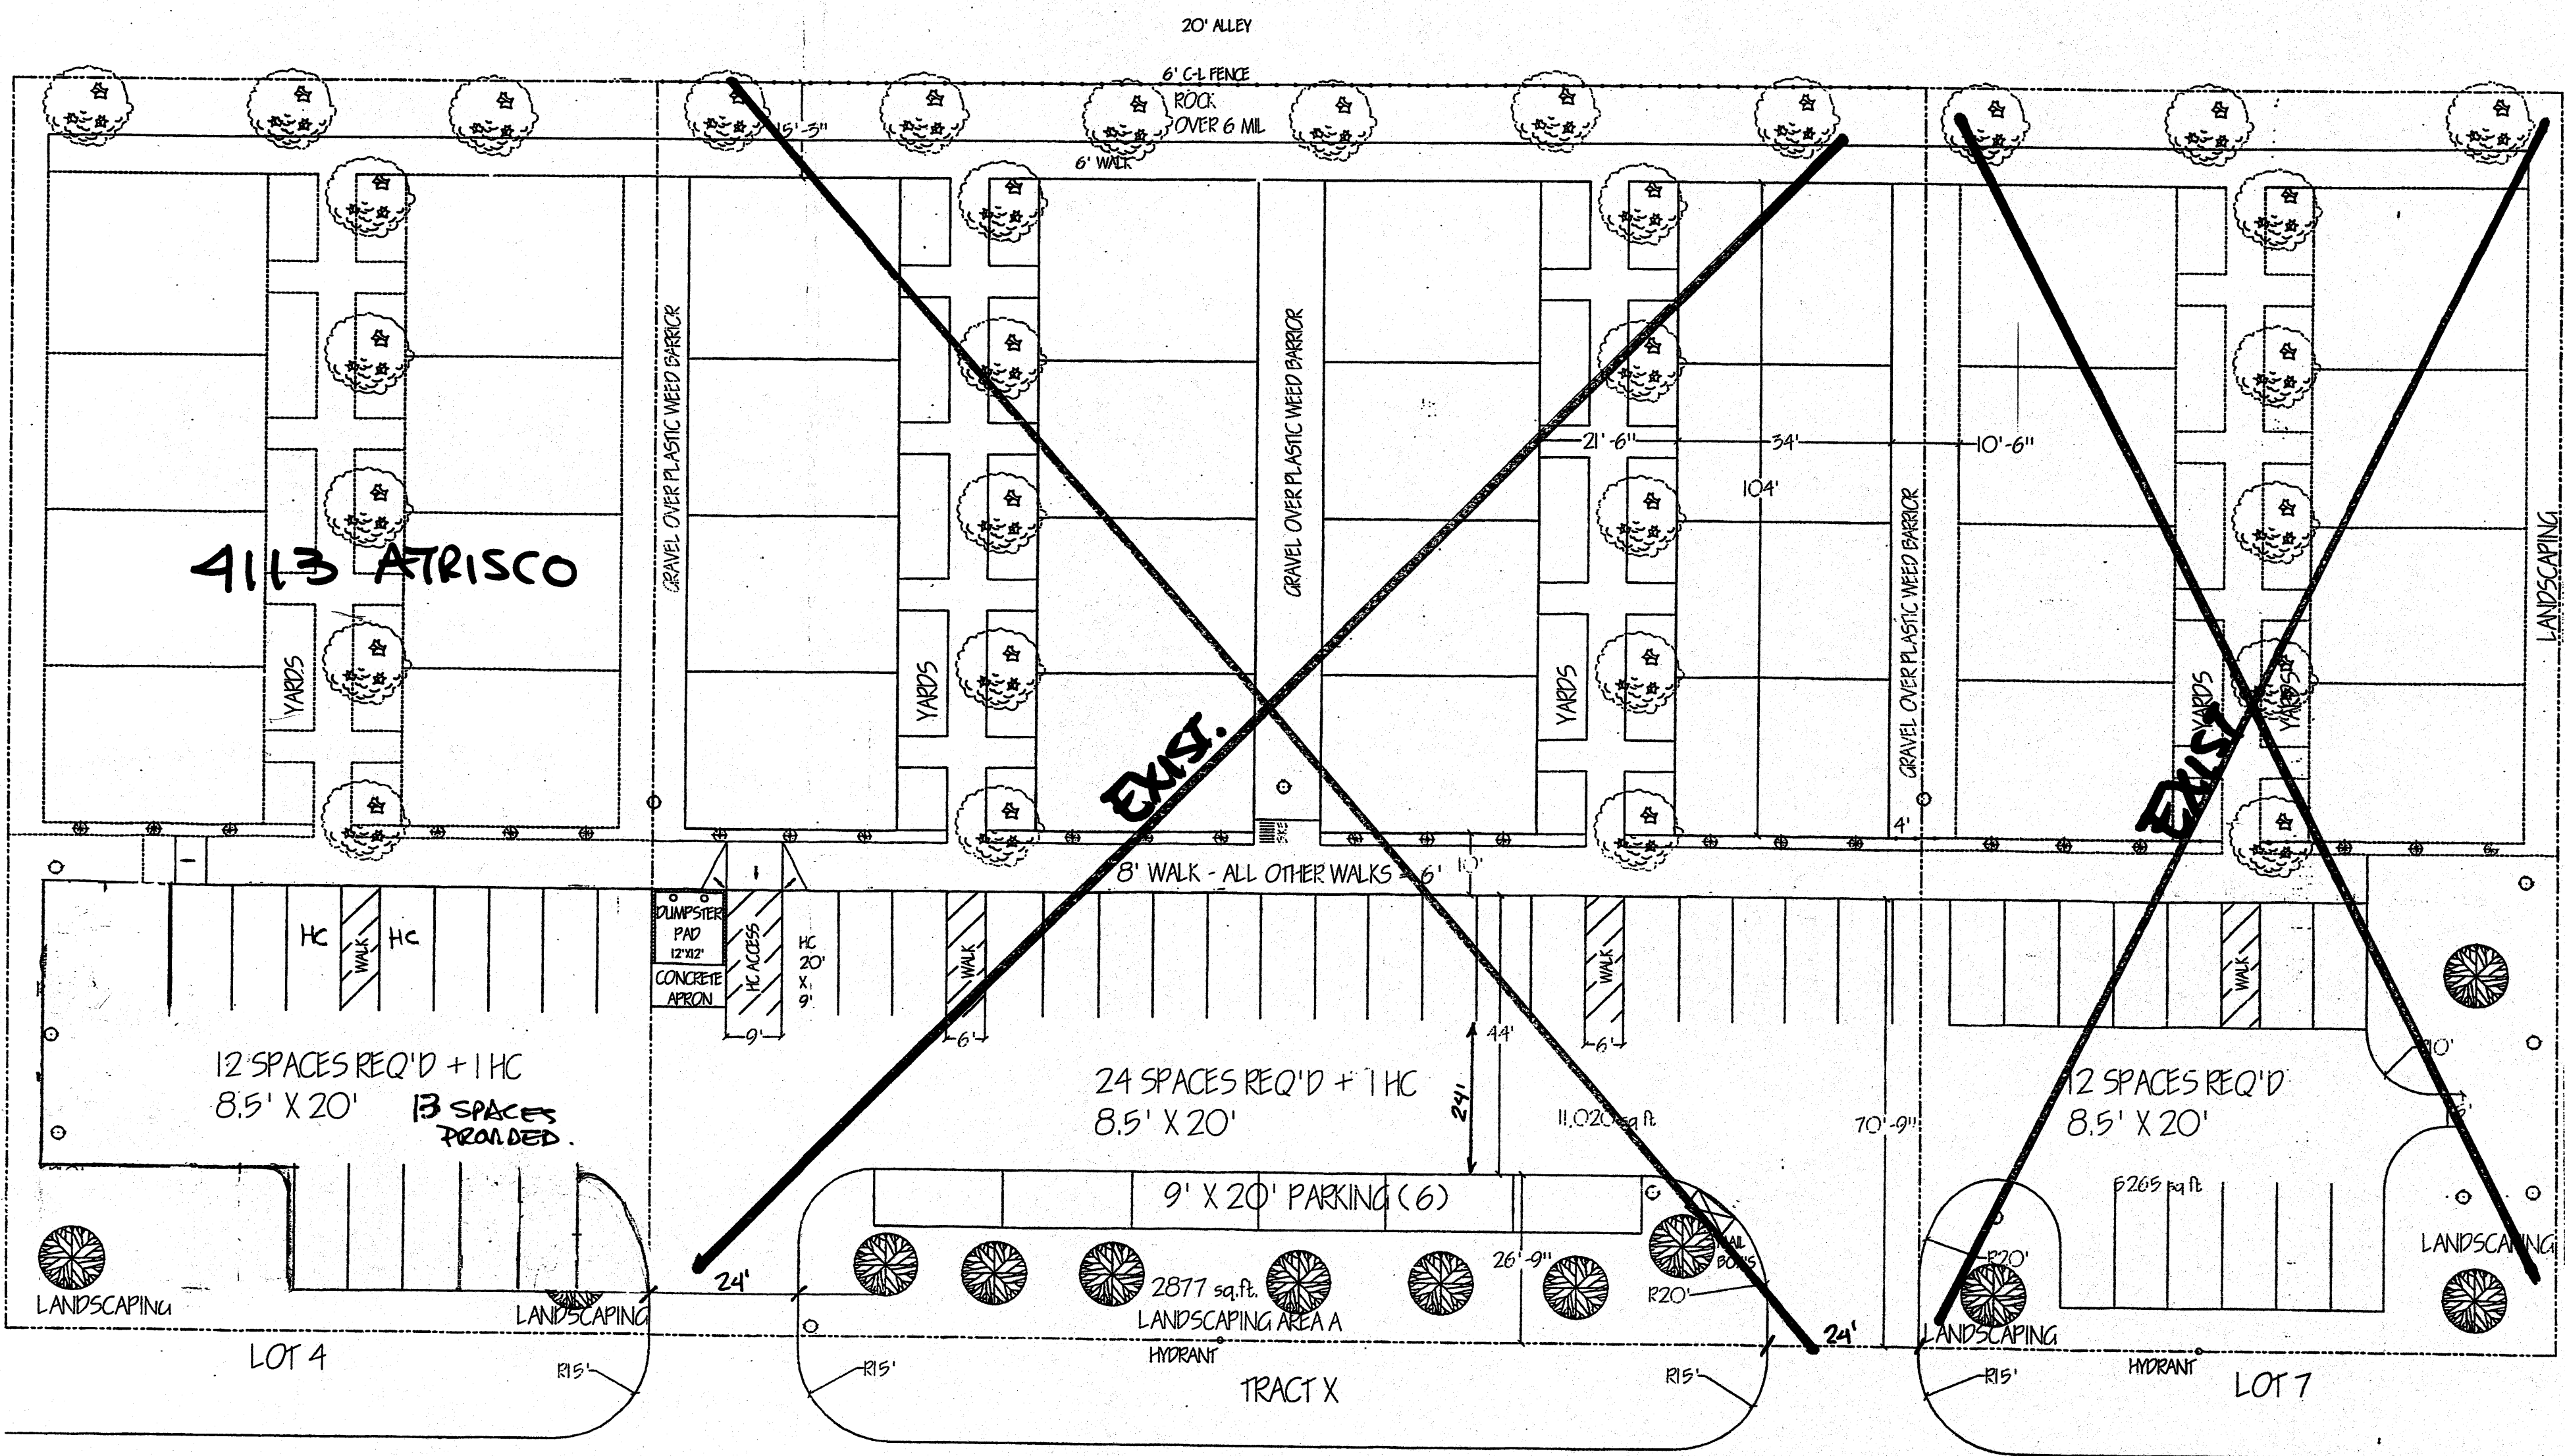 20' ALLEY
6' C-L FENCE
ROCK
OVER 6 MIL
15'-3"
6' WALK
GRAVEL OVER PLASTIC WEED BARRIOR
GRAVEL OVER PLASTIC WEED BARRIOR
GRAVEL OVER PLASTIC WEED BARRIOR
21'-6"
34'
10'-6"
104'
LANDSCAPING
4113 ATRISCO
YARDS
YARDS
YARDS
YARDS
YARDS
EXIST.
EXIST
4'
10'
8' WALK - ALL OTHER WALKS = 6'
HC
WALK
HC
DUMPSTER
PAD
12'X12'
CONCRETE
APRON
HC ACCESS
HC
20'
X
9'
WALK
WALK
WALK
9'
6'
6'
44'
24'
10'
12 SPACES REQ'D + 1 HC
8.5' X 20'
13 SPACES
PROVIDED.
24 SPACES REQ'D + 1 HC
8.5' X 20'
11,020 sq ft
70'-9"
12 SPACES REQ'D
8.5' X 20'
5265 sq ft
9' X 20' PARKING (6)
MAIL
BOX'S
26'-9"
R20'
R20'
24'
2877 sq.ft.
LANDSCAPING AREA A
LANDSCAPING
LANDSCAPING
LANDSCAPING
LANDSCAPING
24'
HYDRANT
HYDRANT
LOT 4
R15'
R15'
TRACT X
R15'
R15'
LOT 7